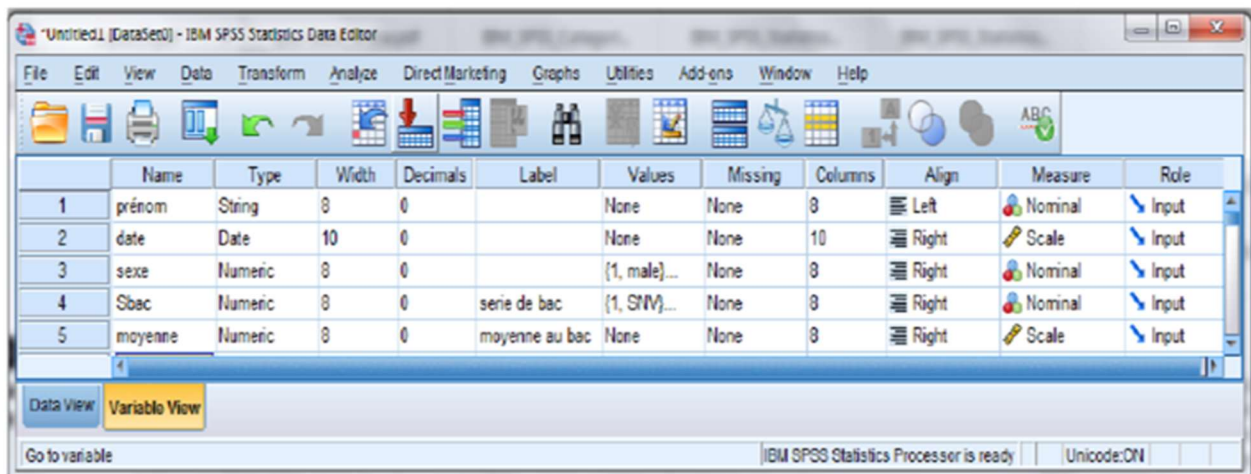 *Untitled1 [DataSet0] - IBM SPSS Statistics Data Editor
File Edit View Data Transform Analyze Direct Marketing Graphs Utilities Add-ons Window Help
Name Type Width Decimals Label Values Missing Columns Align Measure Role
1 prénom String 8 0 None None 8 Left Nominal Input
2 date Date 10 0 None None 10 Right Scale Input
3 sexe Numeric 8 0 {1, male}... None 8 Right Nominal Input
4 Sbac Numeric 8 0 serie de bac {1, SNV}... None 8 Right Nominal Input
5 moyenne Numeric 8 0 moyenne au bac None None 8 Right Scale Input
Data View Variable View
Go to variable IBM SPSS Statistics Processor is ready Unicode:ON